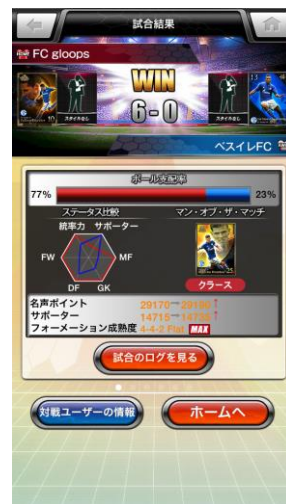 試合結果
FC gloops
WIN
6-0
スタイルなし
スタイルなし
ベスイレFC
ボール支配率
77%
23%
ステータス比較
マン・オブ・ザ・マッチ
統率力 サポーター
FW
MF
DF GK
クラース
名声ポイント 29170→29196↑
サポーター 14715→14735↑
フォーメーション成熟度 4-4-2 Flat MAX
試合のログを見る
対戦ユーザーの情報
ホームへ